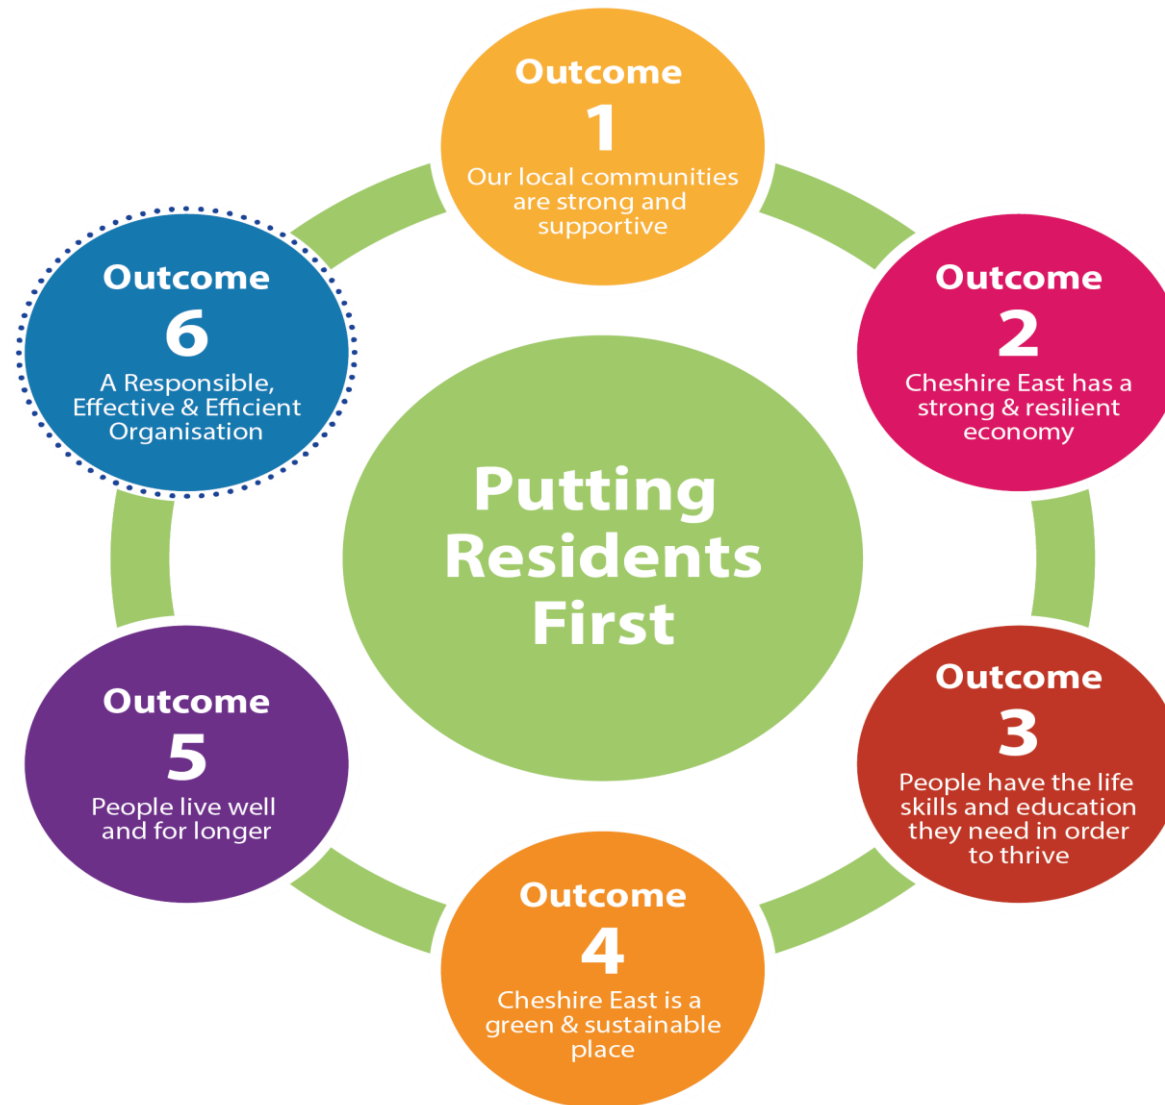 Outcome
1
Our local communities
are strong and
supportive
Outcome
2
Cheshire East has a
strong & resilient
economy
Outcome
3
People have the life
skills and education
they need in order
to thrive
Outcome
4
Cheshire East is a
green & sustainable
place
Outcome
5
People live well
and for longer
Outcome
6
A Responsible,
Effective & Efficient
Organisation
Putting
Residents
First